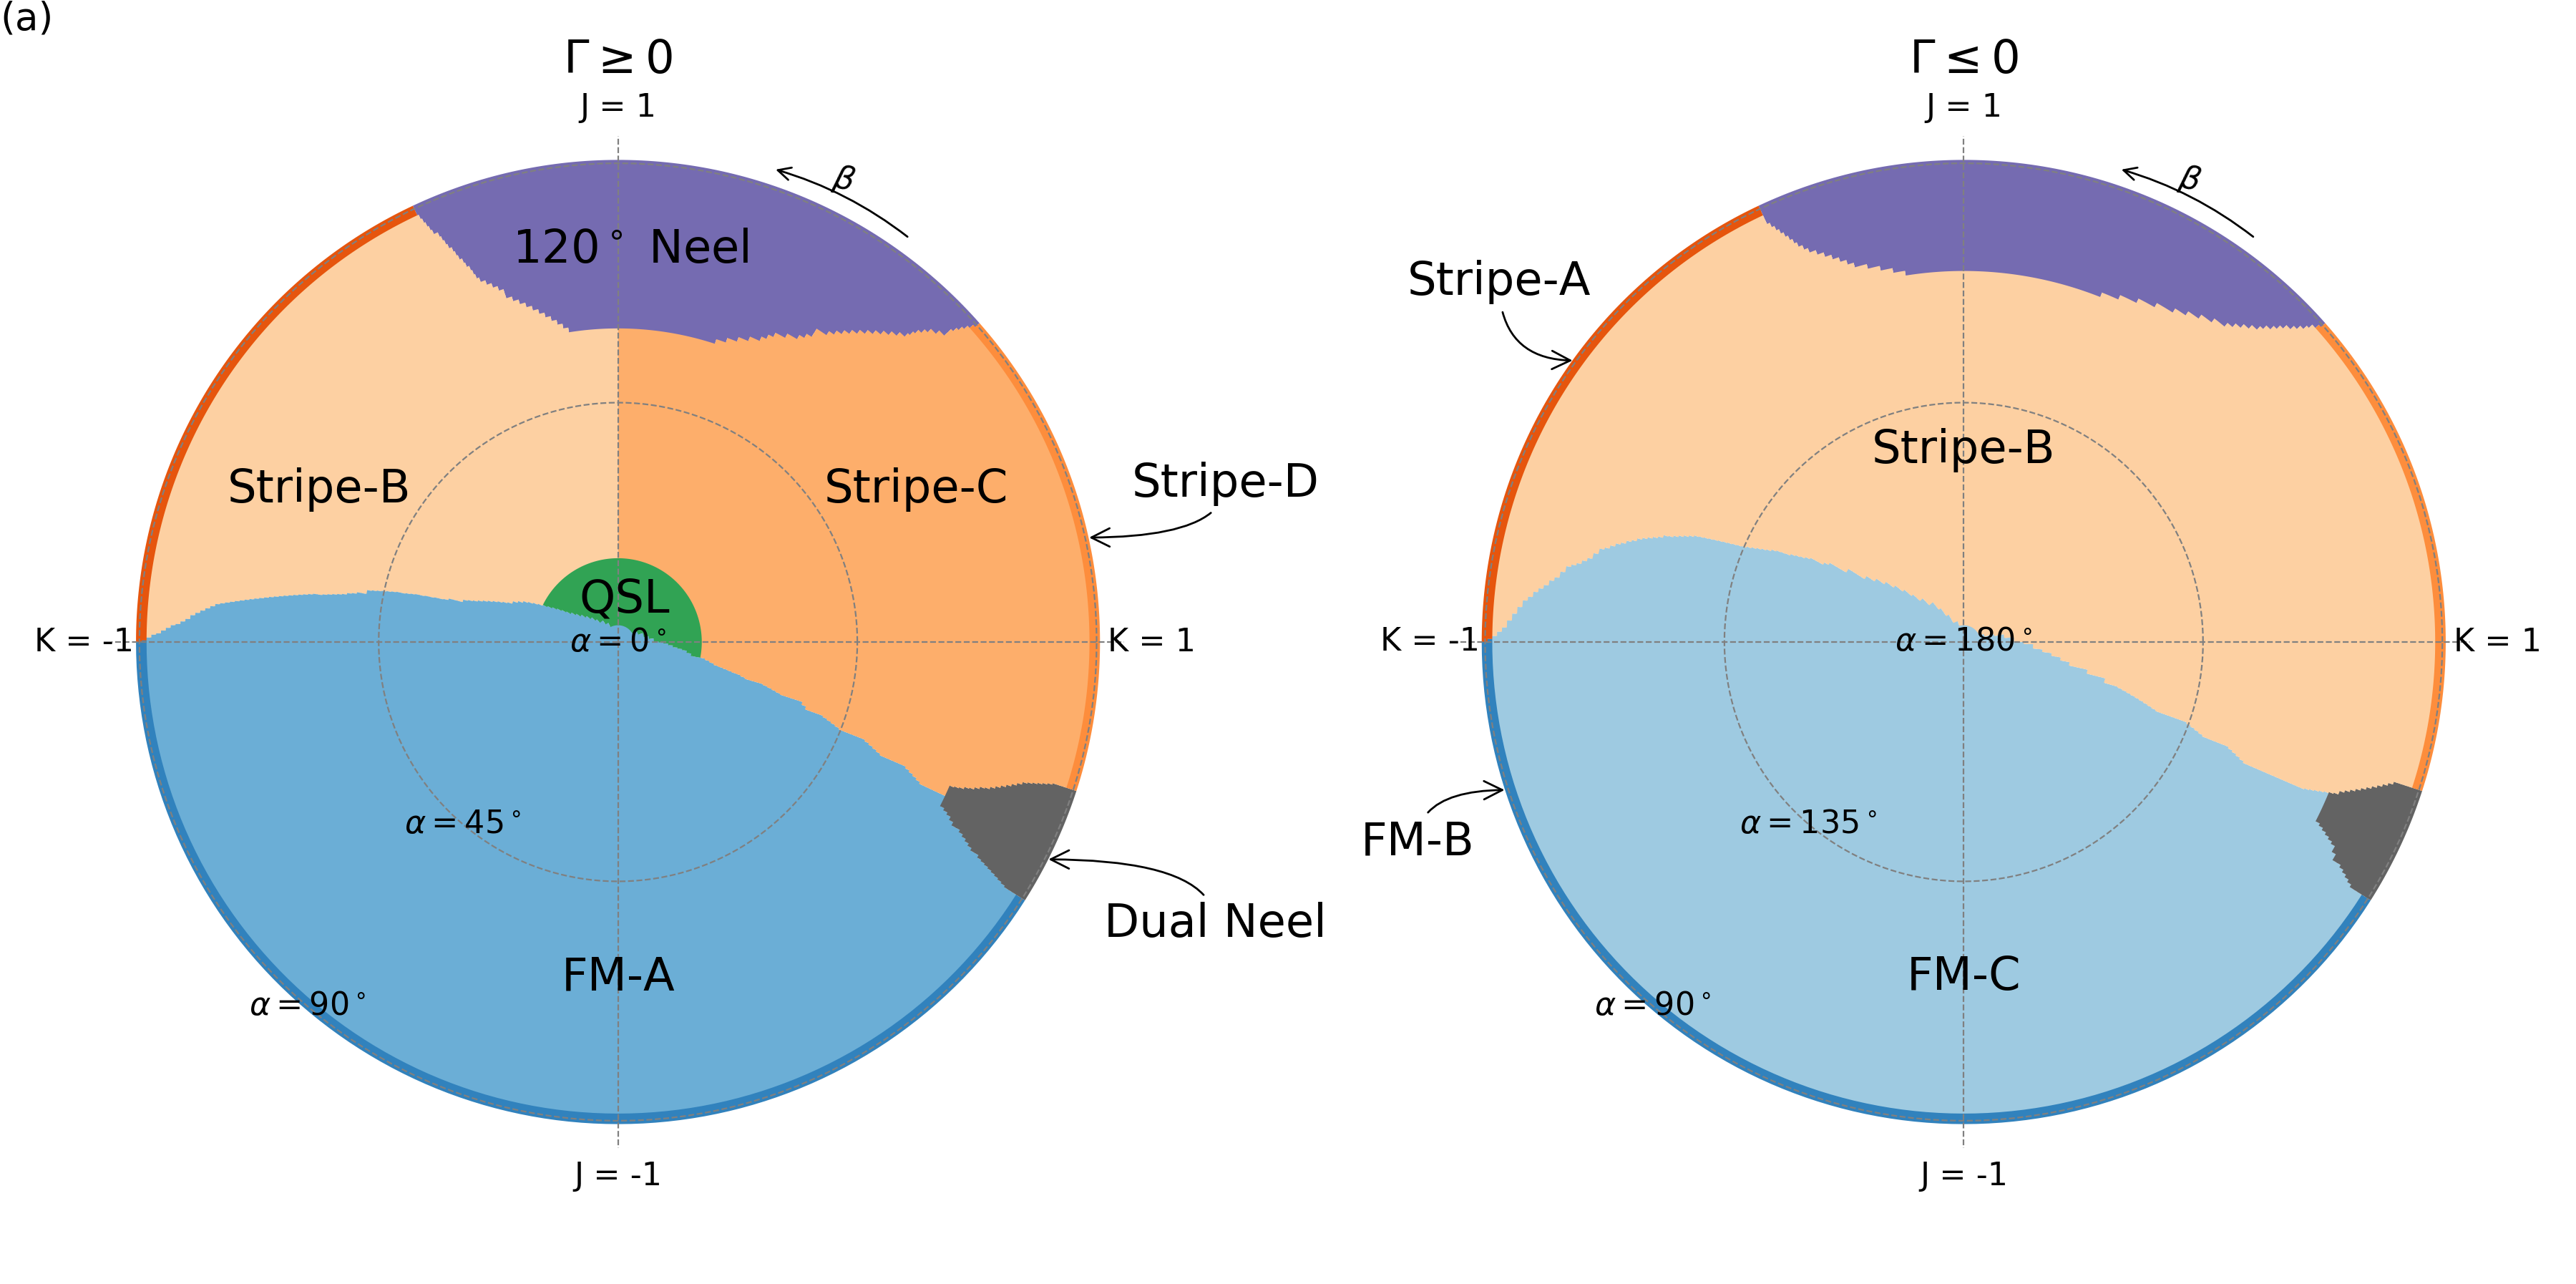 (a)
Γ ≥ 0
J = 1
β
120° Neel
Stripe-B
Stripe-C
Stripe-D
QSL
K = -1
α = 0°
K = 1
α = 45°
Dual Neel
FM-A
α = 90°
J = -1
Γ ≤ 0
J = 1
β
Stripe-A
Stripe-B
K = -1
α = 180°
K = 1
α = 135°
FM-B
FM-C
α = 90°
J = -1